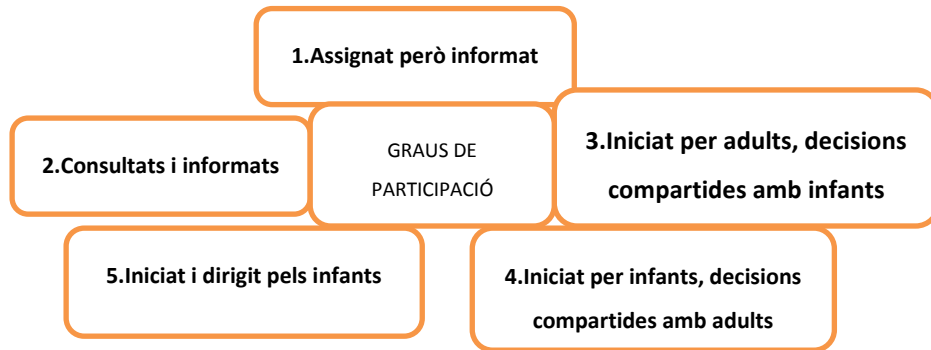 1.Assignat però informat
2.Consultats i informats
GRAUS DE
PARTICIPACIÓ
3.Iniciat per adults, decisions
compartides amb infants
5.Iniciat i dirigit pels infants
4.Iniciat per infants, decisions
compartides amb adults